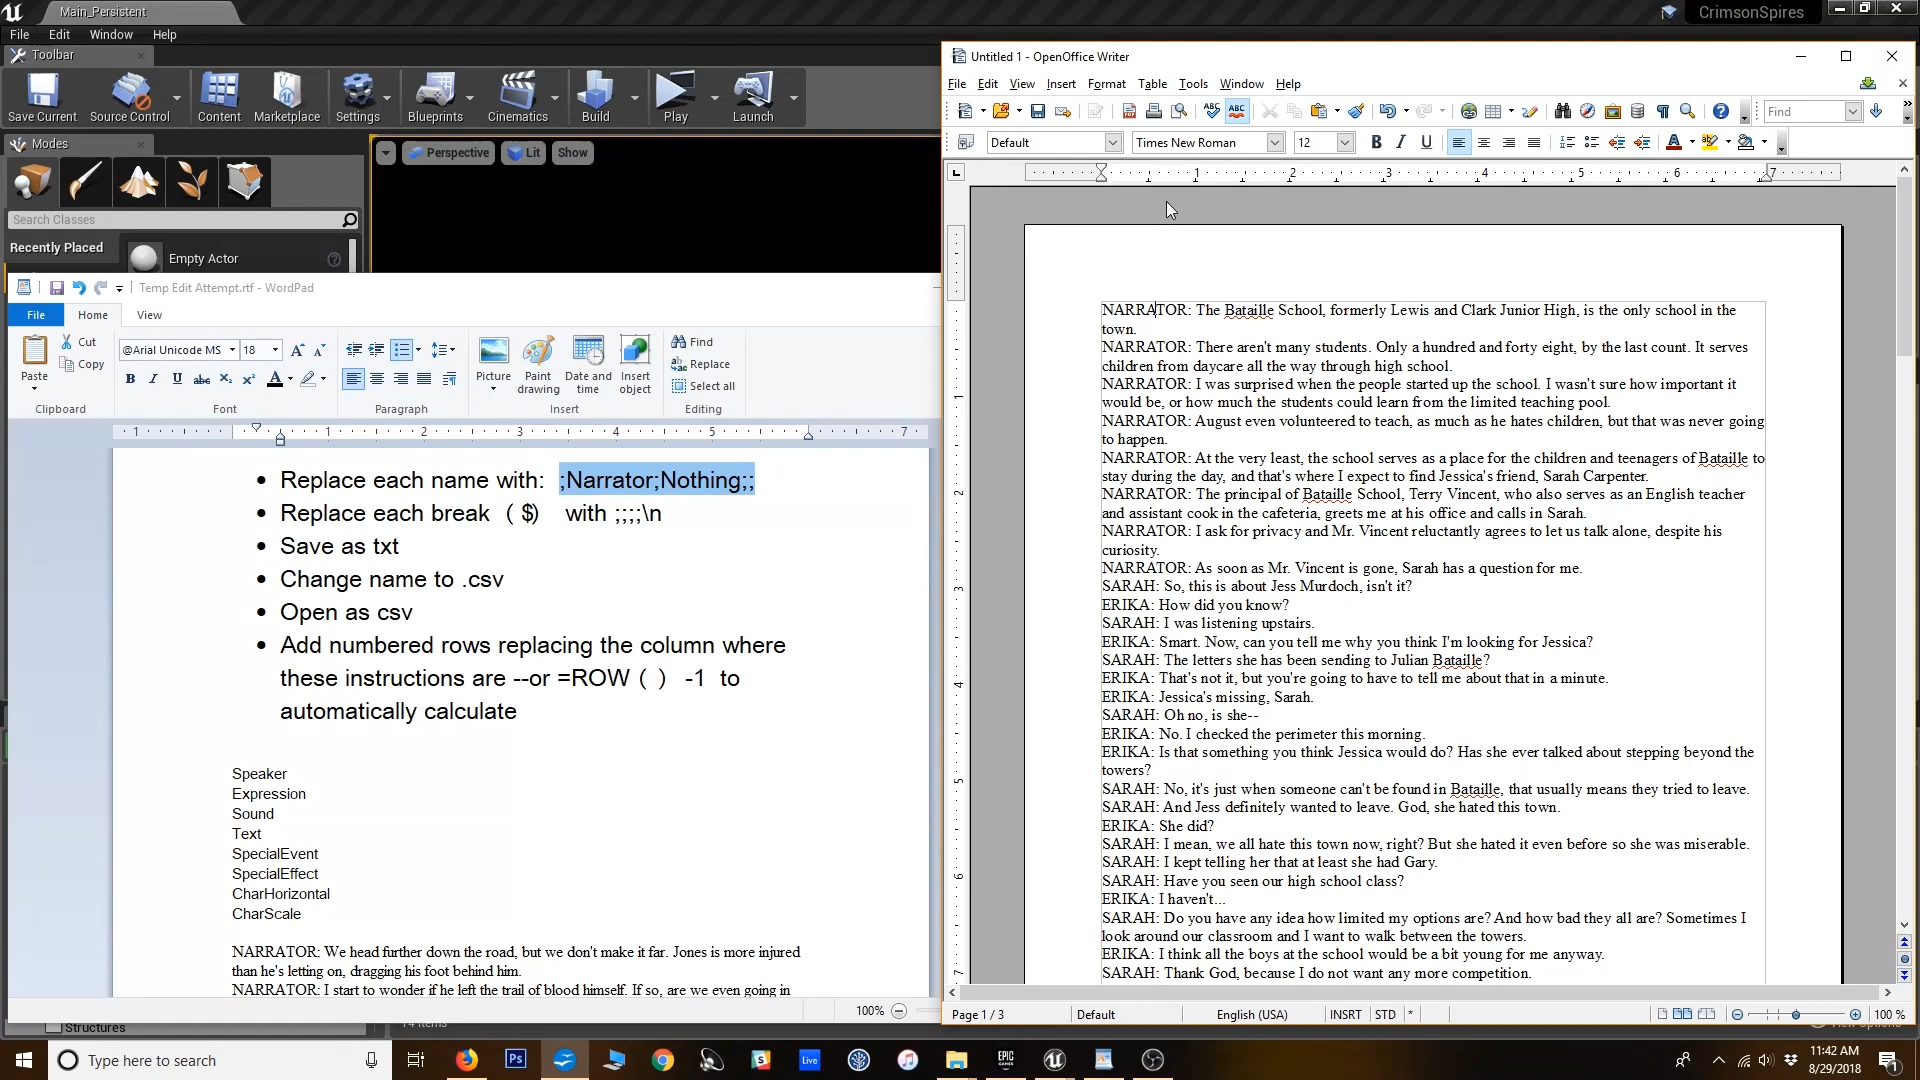 Main_Persistent
CrimsonSpires
File Edit Window Help
Toolbar
Save Current Source Control Content Marketplace Settings Blueprints Cinematics Build Play Launch
Modes
Perspective Lit Show
Search Classes
Recently Placed
Empty Actor
Temp Edit Attempt.rtf - WordPad
File Home View
Paste
Cut
Copy
Clipboard
@Arial Unicode MS 18
Font
Paragraph
Picture
Paint drawing
Date and time
Insert object
Insert
Find
Replace
Select all
Editing
1 1 2 3 4 5 7
• Replace each name with: ;Narrator;Nothing;;
• Replace each break ( $) with ;;;;\n
• Save as txt
• Change name to .csv
• Open as csv
• Add numbered rows replacing the column where
these instructions are --or =ROW ( ) -1 to
automatically calculate
Speaker
Expression
Sound
Text
SpecialEvent
SpecialEffect
CharHorizontal
CharScale
NARRATOR: We head further down the road, but we don't make it far. Jones is more injured
than he's letting on, dragging his foot behind him.
NARRATOR: I start to wonder if he left the trail of blood himself. If so, are we even going in
100%
Structures
Untitled 1 - OpenOffice Writer
File Edit View Insert Format Table Tools Window Help
Find
Default Times New Roman 12
1 2 3 4 5 6 7
NARRATOR: The Bataille School, formerly Lewis and Clark Junior High, is the only school in the
town.
NARRATOR: There aren't many students. Only a hundred and forty eight, by the last count. It serves
children from daycare all the way through high school.
NARRATOR: I was surprised when the people started up the school. I wasn't sure how important it
would be, or how much the students could learn from the limited teaching pool.
NARRATOR: August even volunteered to teach, as much as he hates children, but that was never going
to happen.
NARRATOR: At the very least, the school serves as a place for the children and teenagers of Bataille to
stay during the day, and that's where I expect to find Jessica's friend, Sarah Carpenter.
NARRATOR: The principal of Bataille School, Terry Vincent, who also serves as an English teacher
and assistant cook in the cafeteria, greets me at his office and calls in Sarah.
NARRATOR: I ask for privacy and Mr. Vincent reluctantly agrees to let us talk alone, despite his
curiosity.
NARRATOR: As soon as Mr. Vincent is gone, Sarah has a question for me.
SARAH: So, this is about Jess Murdoch, isn't it?
ERIKA: How did you know?
SARAH: I was listening upstairs.
ERIKA: Smart. Now, can you tell me why you think I'm looking for Jessica?
SARAH: The letters she has been sending to Julian Bataille?
ERIKA: That's not it, but you're going to have to tell me about that in a minute.
ERIKA: Jessica's missing, Sarah.
SARAH: Oh no, is she--
ERIKA: No. I checked the perimeter this morning.
ERIKA: Is that something you think Jessica would do? Has she ever talked about stepping beyond the
towers?
SARAH: No, it's just when someone can't be found in Bataille, that usually means they tried to leave.
SARAH: And Jess definitely wanted to leave. God, she hated this town.
ERIKA: She did?
SARAH: I mean, we all hate this town now, right? But she hated it even before so she was miserable.
SARAH: I kept telling her that at least she had Gary.
SARAH: Have you seen our high school class?
ERIKA: I haven't...
SARAH: Do you have any idea how limited my options are? And how bad they all are? Sometimes I
look around our classroom and I want to walk between the towers.
ERIKA: I think all the boys at the school would be a bit young for me anyway.
SARAH: Thank God, because I do not want any more competition.
Page 1 / 3 Default English (USA) INSRT STD * 100 %
Type here to search
11:42 AM
8/29/2018